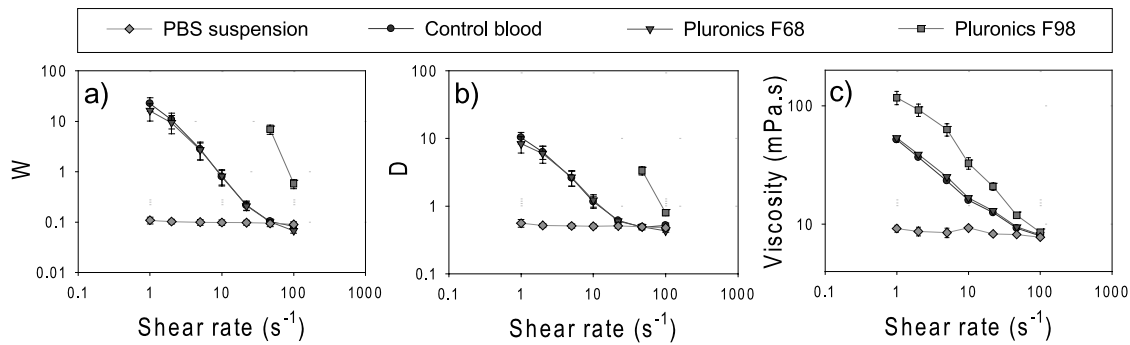 PBS suspension Control blood Pluronics F68 Pluronics F98
a) b) c)
100 10 1 0.1 0.01
W
0.1 1 10 100 1000
Shear rate (s⁻¹)
100 10 1 0.1
D
0.1 1 10 100 1000
Shear rate (s⁻¹)
100 10
Viscosity (mPa.s)
0.1 1 10 100 1000
Shear rate (s⁻¹)